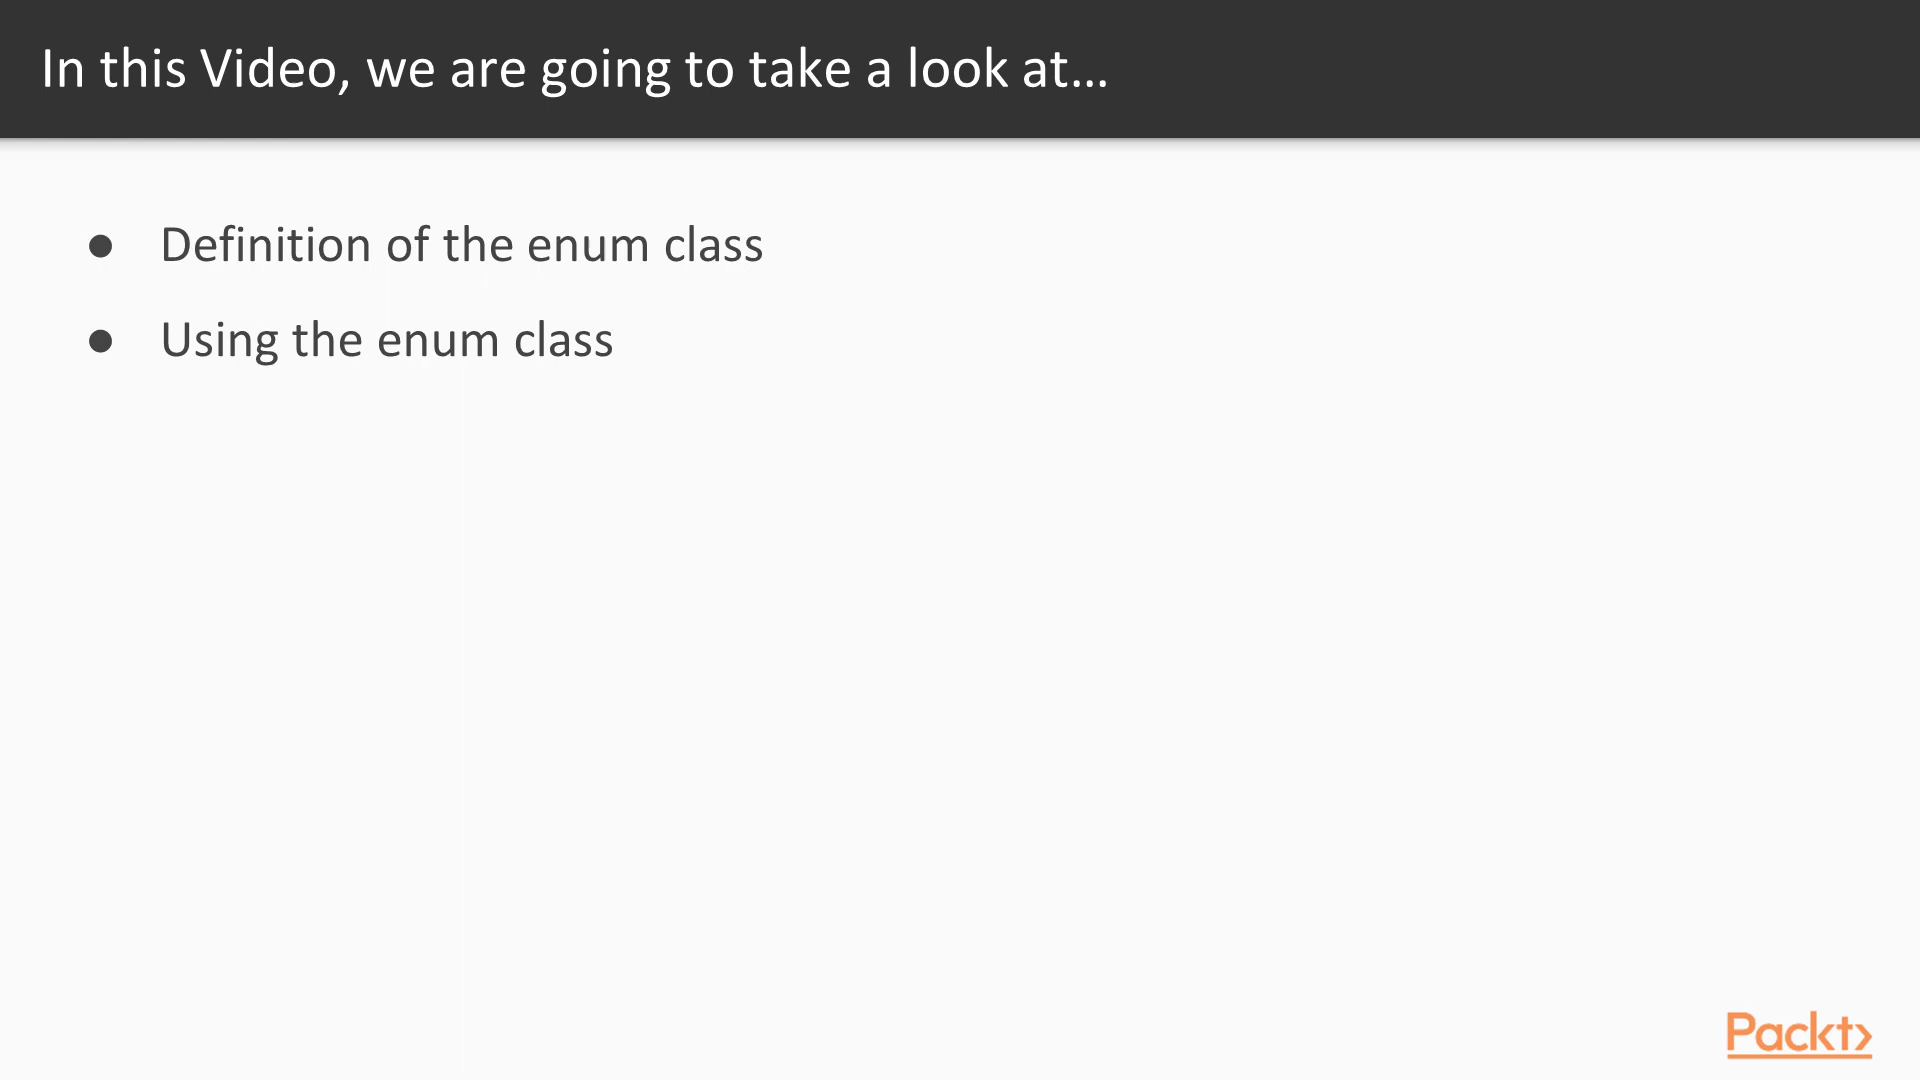 In this Video, we are going to take a look at...
● Definition of the enum class
● Using the enum class
Packt>